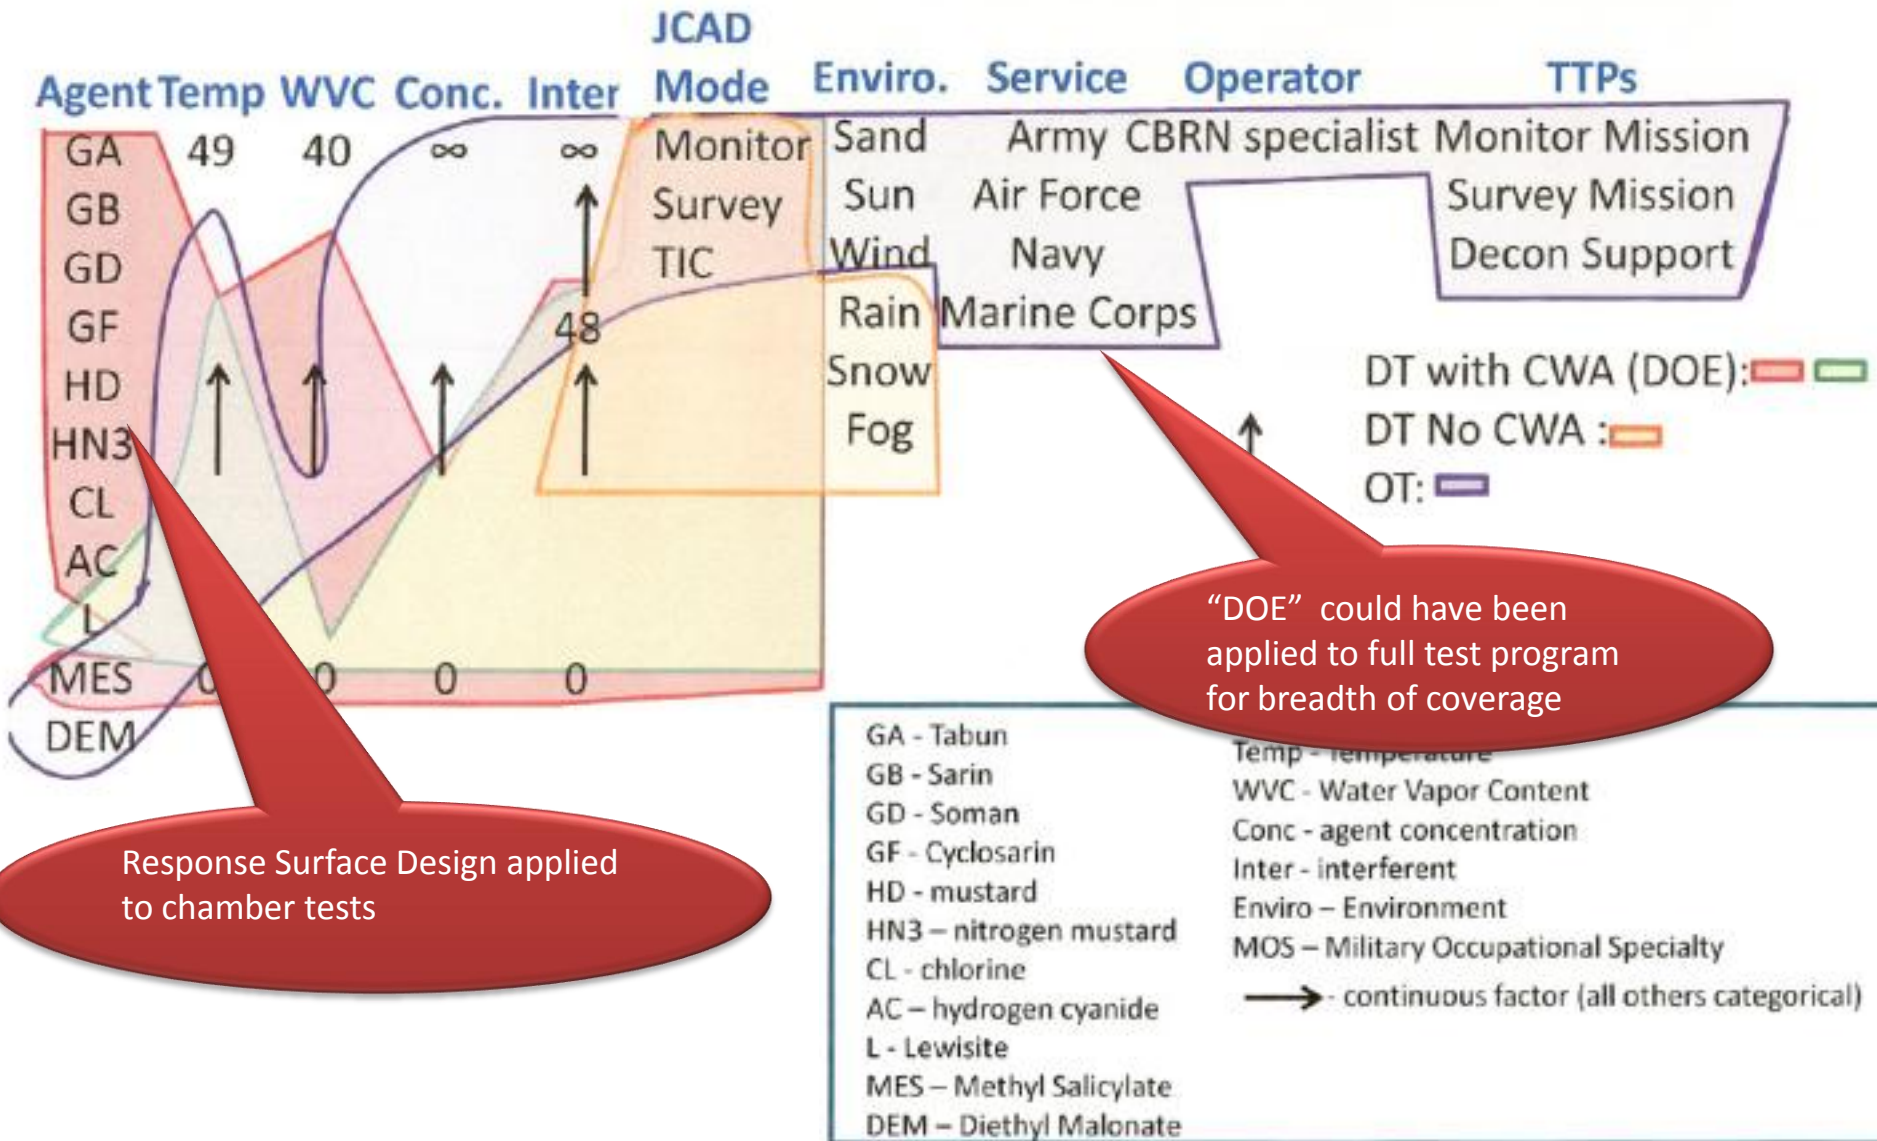 JCAD
Agent Temp WVC Conc. Inter Mode Enviro. Service Operator TTPs
GA 49 40 ∞ ∞ Monitor Sand Army CBRN specialist Monitor Mission
GB Survey Sun Air Force Survey Mission
GD TIC Wind Navy Decon Support
GF 48 Rain Marine Corps
HD Snow DT with CWA (DOE):
HN3 Fog DT No CWA :
CL OT:
AC
L
MES 0 0 0 0
DEM
“DOE” could have been
applied to full test program
for breadth of coverage
Response Surface Design applied
to chamber tests
GA - Tabun
GB - Sarin
GD - Soman
GF - Cyclosarin
HD - mustard
HN3 – nitrogen mustard
CL - chlorine
AC – hydrogen cyanide
L - Lewisite
MES – Methyl Salicylate
DEM – Diethyl Malonate
Temp - Temperature
WVC - Water Vapor Content
Conc - agent concentration
Inter - interferent
Enviro – Environment
MOS – Military Occupational Specialty
- continuous factor (all others categorical)